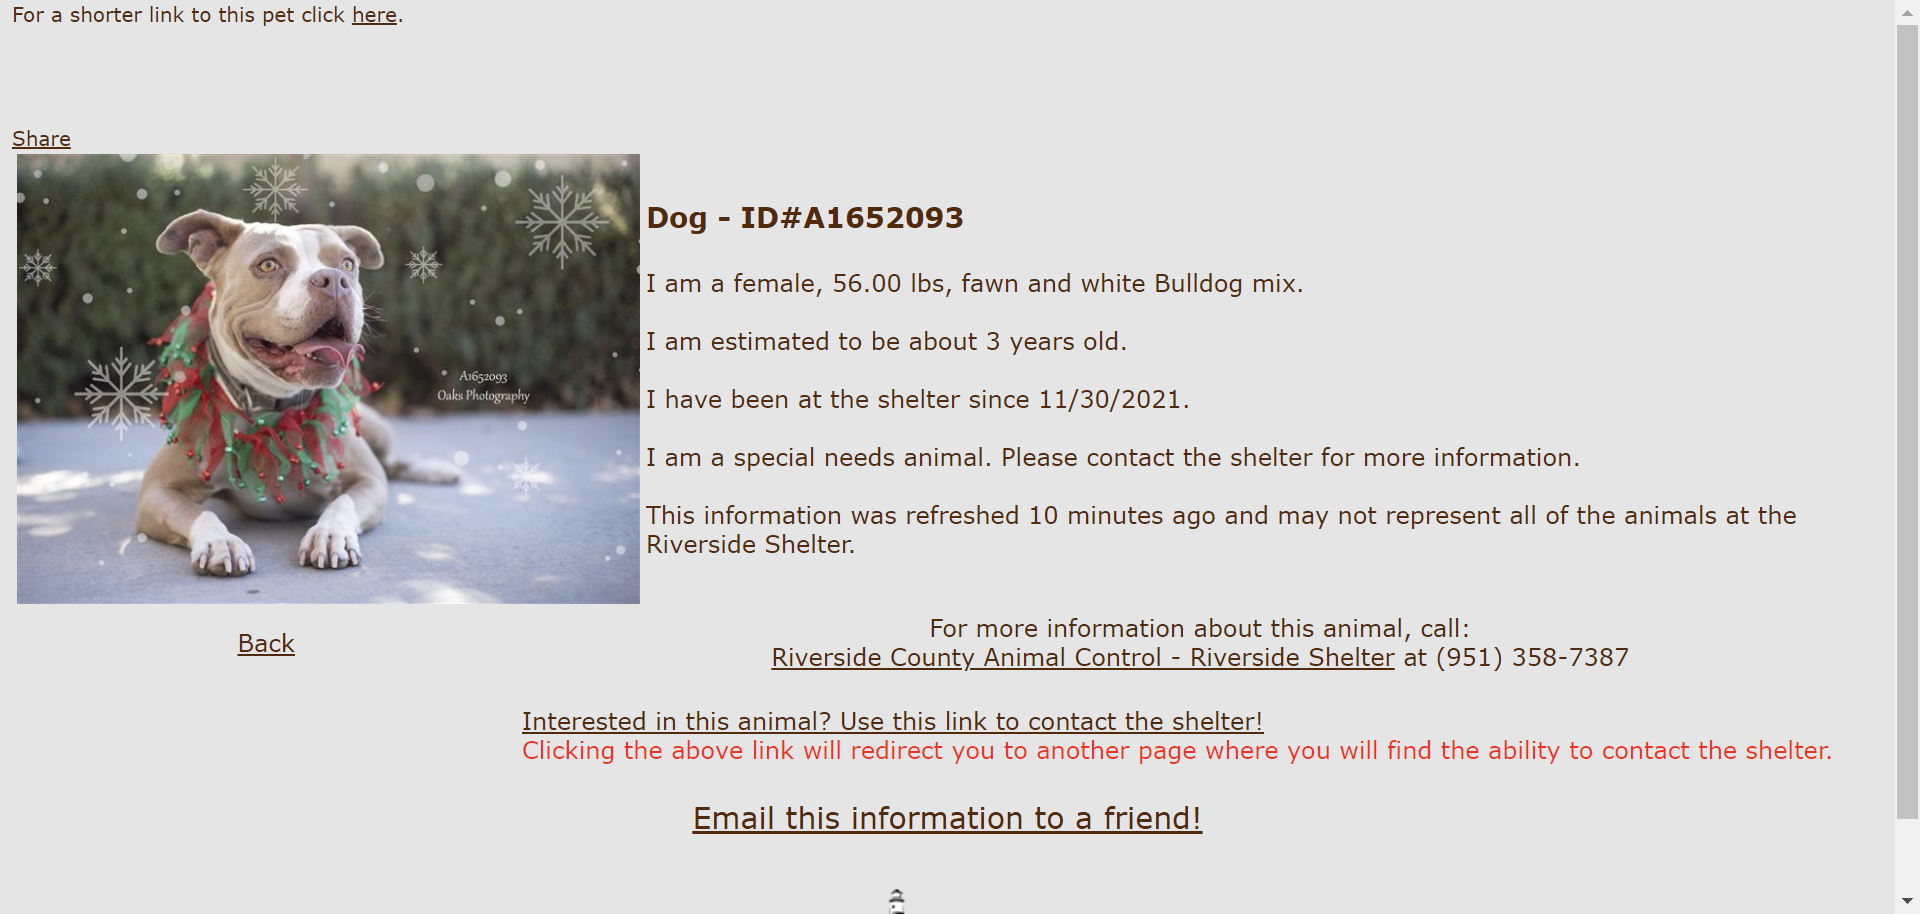 For a shorter link to this pet click here.
Share
A1652093
Oaks Photography
Dog - ID#A1652093
I am a female, 56.00 lbs, fawn and white Bulldog mix.
I am estimated to be about 3 years old.
I have been at the shelter since 11/30/2021.
I am a special needs animal. Please contact the shelter for more information.
This information was refreshed 10 minutes ago and may not represent all of the animals at the
Riverside Shelter.
Back
For more information about this animal, call:
Riverside County Animal Control - Riverside Shelter at (951) 358-7387
Interested in this animal? Use this link to contact the shelter!
Clicking the above link will redirect you to another page where you will find the ability to contact the shelter.
Email this information to a friend!